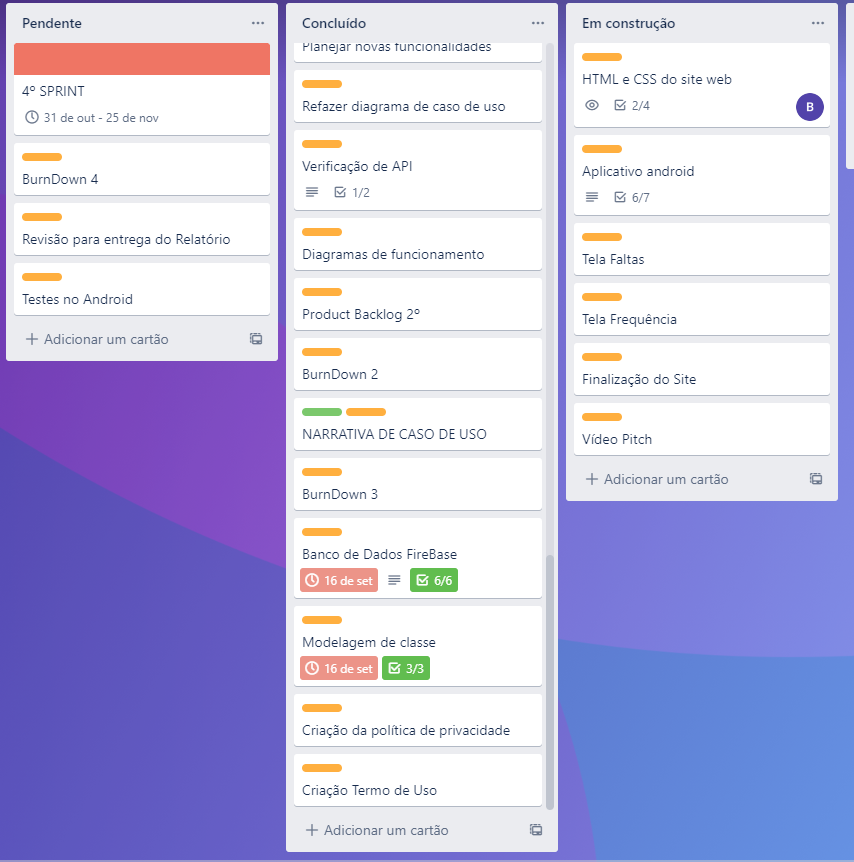 Pendente
4º SPRINT
31 de out - 25 de nov
BurnDown 4
Revisão para entrega do Relatório
Testes no Android
Adicionar um cartão
Concluído
Planejar novas funcionalidades
Refazer diagrama de caso de uso
Verificação de API
1/2
Diagramas de funcionamento
Product Backlog 2º
BurnDown 2
NARRATIVA DE CASO DE USO
BurnDown 3
Banco de Dados FireBase
16 de set 6/6
Modelagem de classe
16 de set 3/3
Criação da política de privacidade
Criação Termo de Uso
Adicionar um cartão
Em construção
HTML e CSS do site web
2/4
B
Aplicativo android
6/7
Tela Faltas
Tela Frequência
Finalização do Site
Vídeo Pitch
Adicionar um cartão